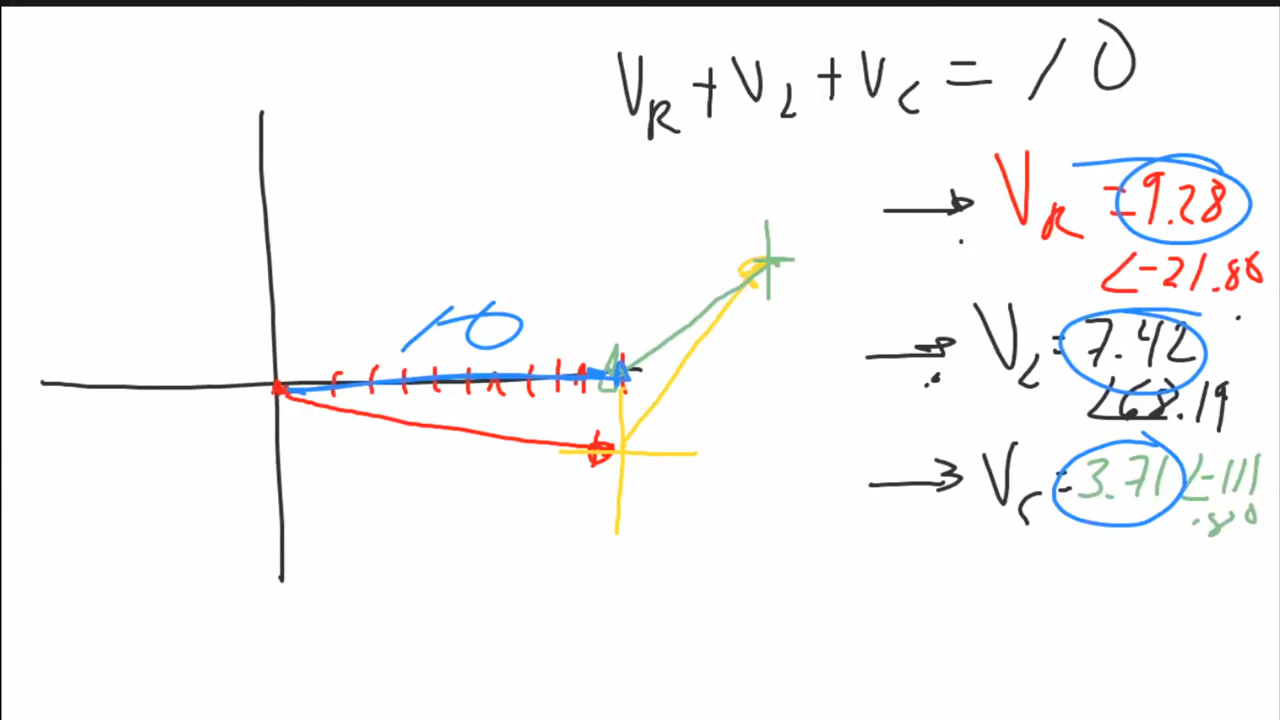 V_R + V_L + V_C = 10
→ V_R = 9.28
∠-21.80
10
→ V_L = 7.42
∠68.19
→ V_C = 3.71 ∠-111
.80